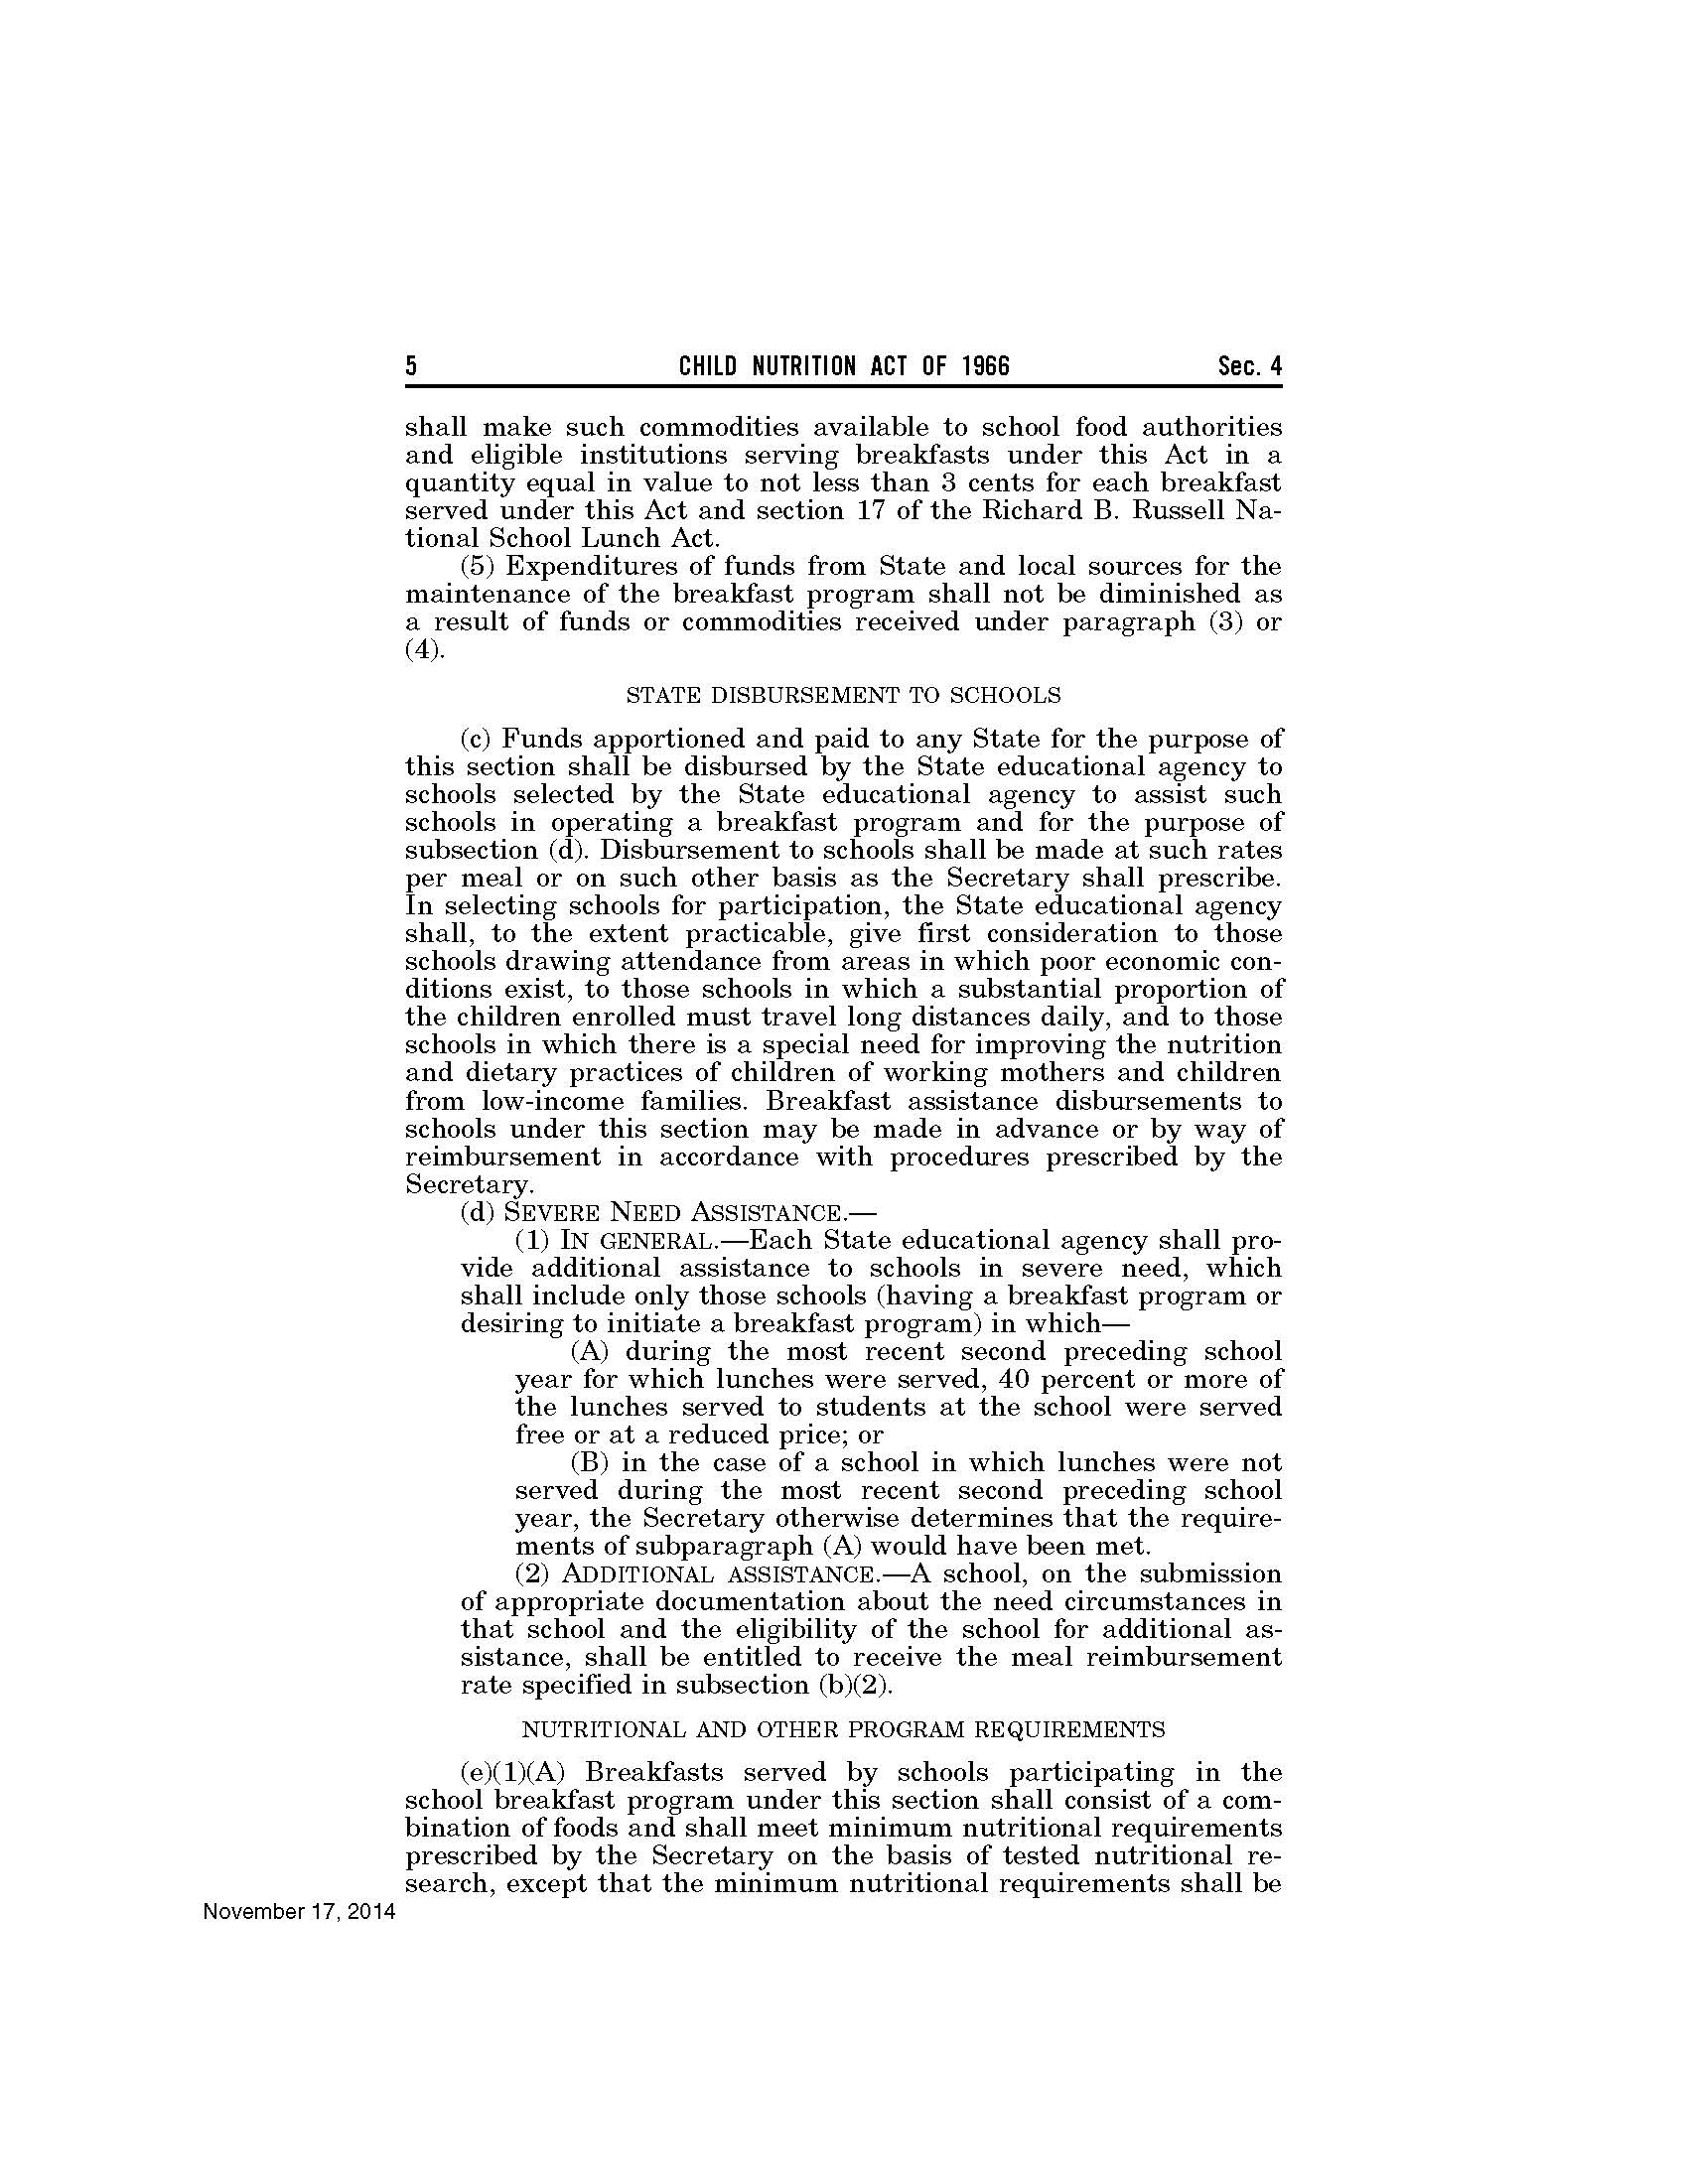 5 CHILD NUTRITION ACT OF 1966 Sec. 4
shall make such commodities available to school food authorities
and eligible institutions serving breakfasts under this Act in a
quantity equal in value to not less than 3 cents for each breakfast
served under this Act and section 17 of the Richard B. Russell Na-
tional School Lunch Act.
(5) Expenditures of funds from State and local sources for the
maintenance of the breakfast program shall not be diminished as
a result of funds or commodities received under paragraph (3) or
(4).
STATE DISBURSEMENT TO SCHOOLS
(c) Funds apportioned and paid to any State for the purpose of
this section shall be disbursed by the State educational agency to
schools selected by the State educational agency to assist such
schools in operating a breakfast program and for the purpose of
subsection (d). Disbursement to schools shall be made at such rates
per meal or on such other basis as the Secretary shall prescribe.
In selecting schools for participation, the State educational agency
shall, to the extent practicable, give first consideration to those
schools drawing attendance from areas in which poor economic con-
ditions exist, to those schools in which a substantial proportion of
the children enrolled must travel long distances daily, and to those
schools in which there is a special need for improving the nutrition
and dietary practices of children of working mothers and children
from low-income families. Breakfast assistance disbursements to
schools under this section may be made in advance or by way of
reimbursement in accordance with procedures prescribed by the
Secretary.
(d) SEVERE NEED ASSISTANCE.—
(1) IN GENERAL.—Each State educational agency shall pro-
vide additional assistance to schools in severe need, which
shall include only those schools (having a breakfast program or
desiring to initiate a breakfast program) in which—
(A) during the most recent second preceding school
year for which lunches were served, 40 percent or more of
the lunches served to students at the school were served
free or at a reduced price; or
(B) in the case of a school in which lunches were not
served during the most recent second preceding school
year, the Secretary otherwise determines that the require-
ments of subparagraph (A) would have been met.
(2) ADDITIONAL ASSISTANCE.—A school, on the submission
of appropriate documentation about the need circumstances in
that school and the eligibility of the school for additional as-
sistance, shall be entitled to receive the meal reimbursement
rate specified in subsection (b)(2).
NUTRITIONAL AND OTHER PROGRAM REQUIREMENTS
(e)(1)(A) Breakfasts served by schools participating in the
school breakfast program under this section shall consist of a com-
bination of foods and shall meet minimum nutritional requirements
prescribed by the Secretary on the basis of tested nutritional re-
search, except that the minimum nutritional requirements shall be
November 17, 2014